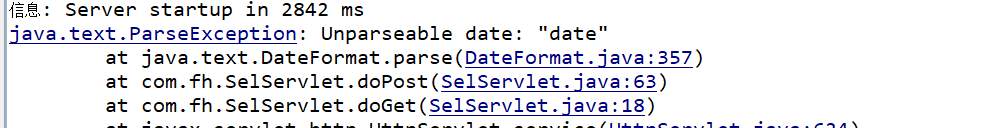 信息: Server startup in 2842 ms
java.text.ParseException: Unparseable date: "date"
at java.text.DateFormat.parse(DateFormat.java:357)
at com.fh.SelServlet.doPost(SelServlet.java:63)
at com.fh.SelServlet.doGet(SelServlet.java:18)
at javax.servlet.http.HttpServlet.service(HttpServlet.java:624)